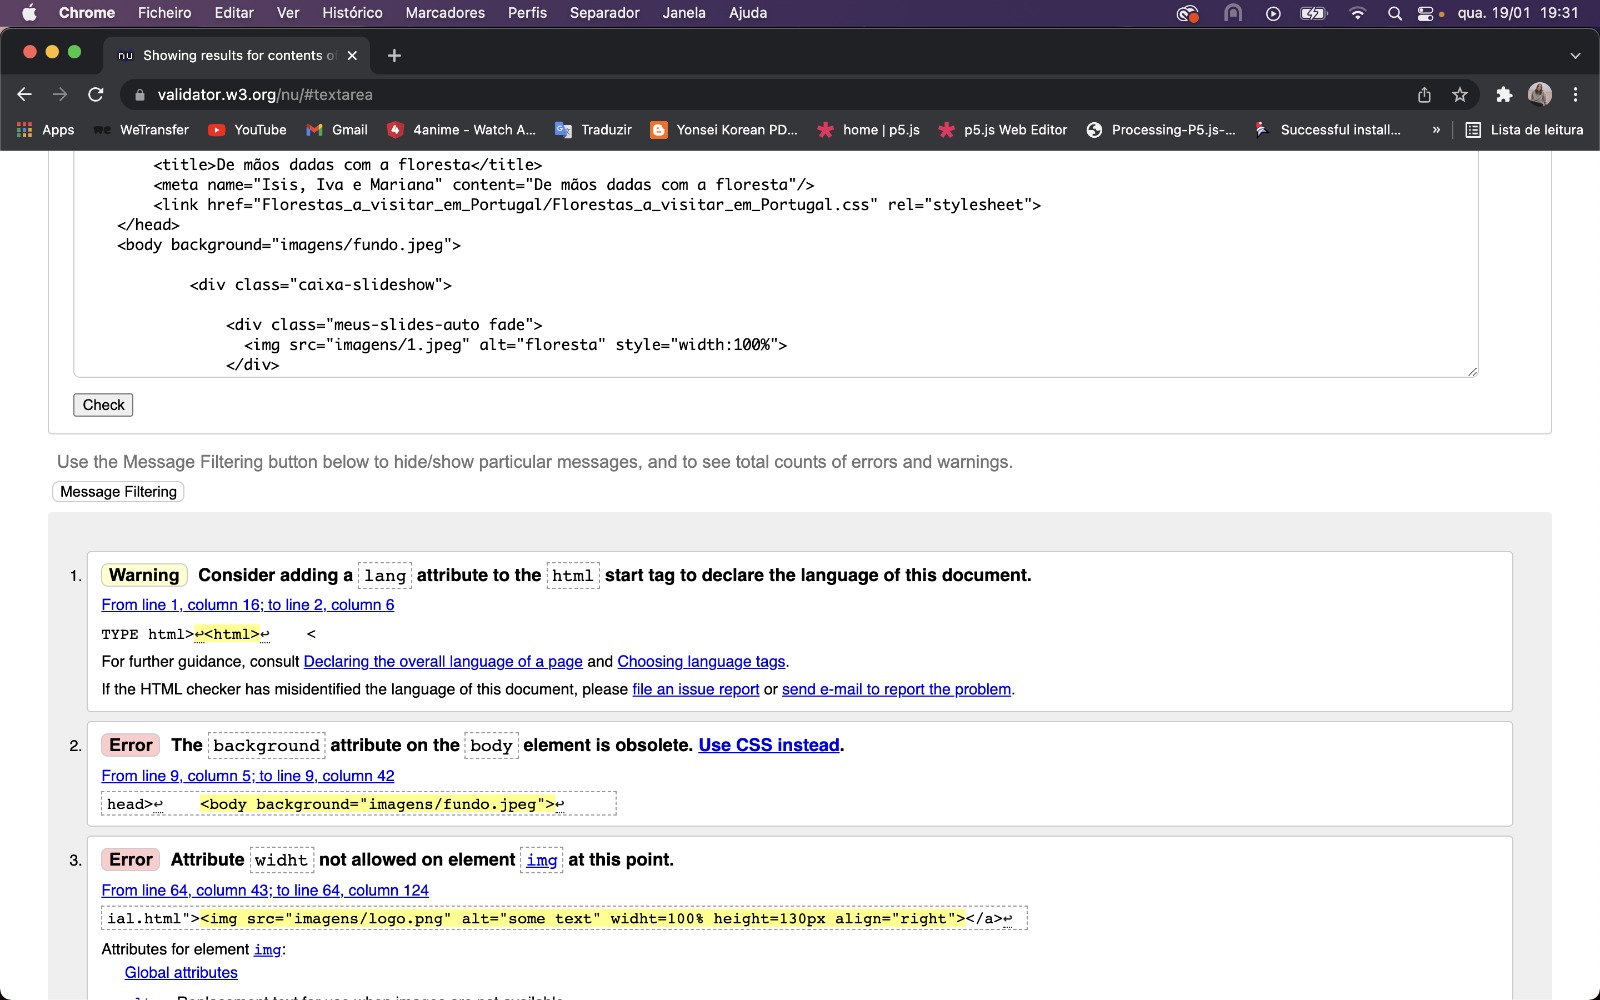 Chrome Ficheiro Editar Ver Histórico Marcadores Perfis Separador Janela Ajuda qua. 19/01 19:31
nu Showing results for contents o
validator.w3.org/nu/#textarea
Apps WeTransfer YouTube Gmail 4anime - Watch A... Traduzir Yonsei Korean PD... home | p5.js p5.js Web Editor Processing-P5.js-... Successful install... » Lista de leitura
<title>De mãos dadas com a floresta</title>
<meta name="Isis, Iva e Mariana" content="De mãos dadas com a floresta"/>
<link href="Florestas_a_visitar_em_Portugal/Florestas_a_visitar_em_Portugal.css" rel="stylesheet">
</head>
<body background="imagens/fundo.jpeg">
<div class="caixa-slideshow">
<div class="meus-slides-auto fade">
<img src="imagens/1.jpeg" alt="floresta" style="width:100%">
</div>
Check
Use the Message Filtering button below to hide/show particular messages, and to see total counts of errors and warnings.
Message Filtering
1. Warning Consider adding a lang attribute to the html start tag to declare the language of this document.
From line 1, column 16; to line 2, column 6
TYPE html>↩<html>↩ <
For further guidance, consult Declaring the overall language of a page and Choosing language tags.
If the HTML checker has misidentified the language of this document, please file an issue report or send e-mail to report the problem.
2. Error The background attribute on the body element is obsolete. Use CSS instead.
From line 9, column 5; to line 9, column 42
head>↩ <body background="imagens/fundo.jpeg">↩
3. Error Attribute widht not allowed on element img at this point.
From line 64, column 43; to line 64, column 124
ial.html"><img src="imagens/logo.png" alt="some text" widht=100% height=130px align="right"></a>↩
Attributes for element img:
Global attributes